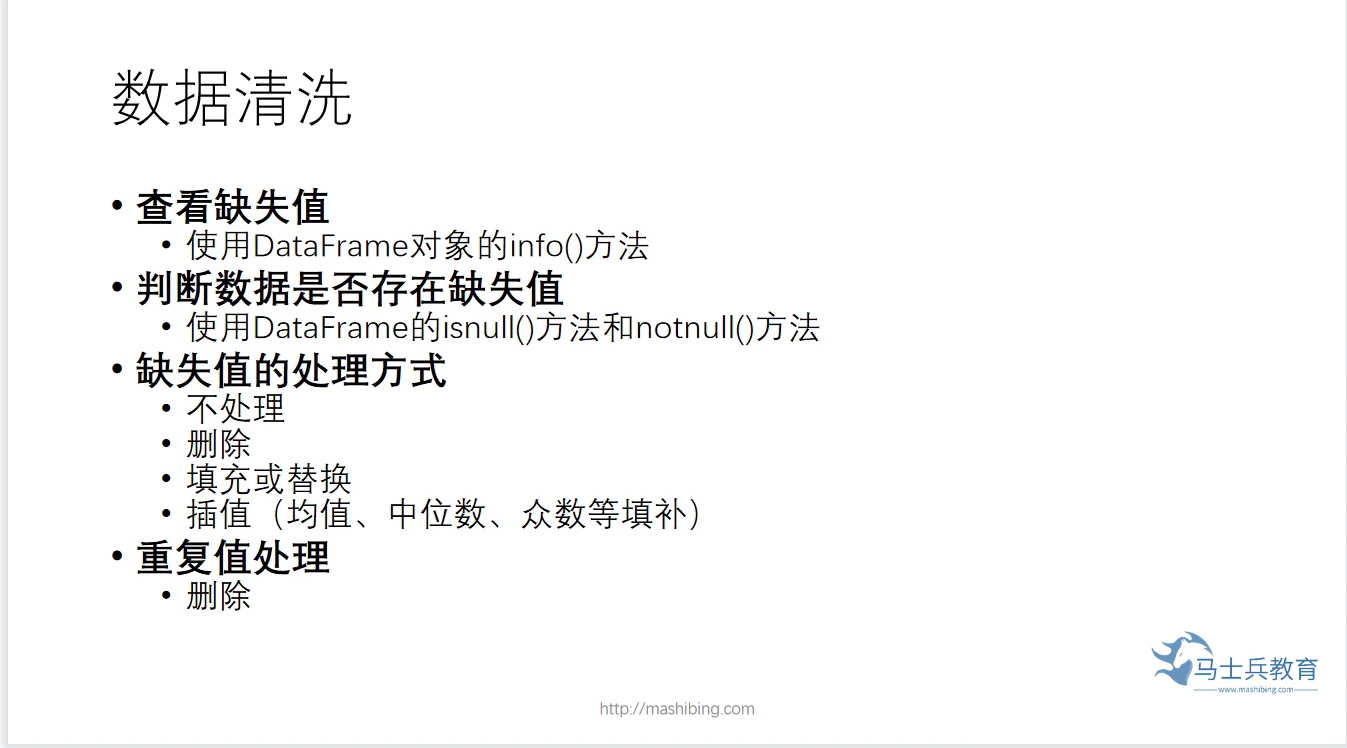 数据清洗
• 查看缺失值
• 使用DataFrame对象的info()方法
• 判断数据是否存在缺失值
• 使用DataFrame的isnull()方法和notnull()方法
• 缺失值的处理方式
• 不处理
• 删除
• 填充或替换
• 插值（均值、中位数、众数等填补）
• 重复值处理
• 删除
马士兵教育
www.mashibing.com
http://mashibing.com